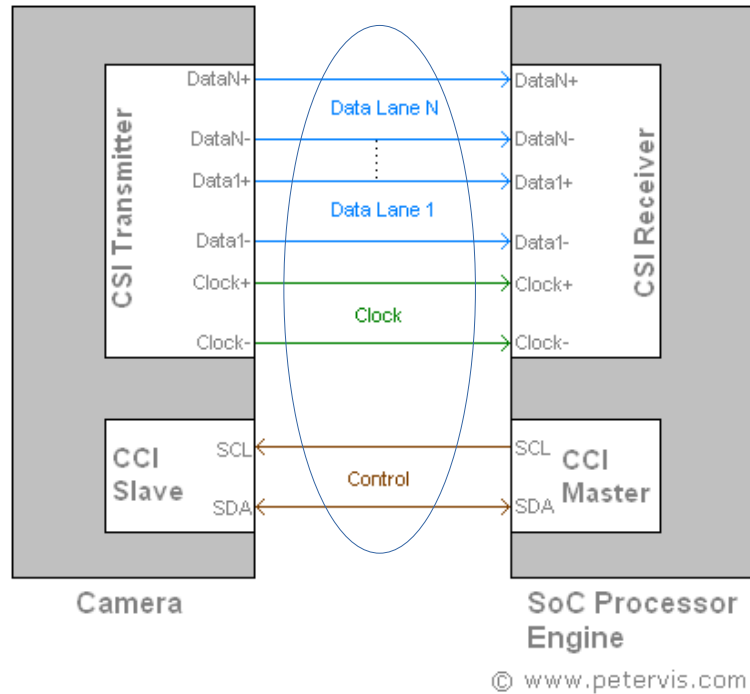 DataN+
DataN+
Data Lane N
DataN-
DataN-
Data1+
Data1+
Data Lane 1
Data1-
Data1-
Clock+
Clock+
Clock
Clock-
Clock-
CSI Transmitter
CSI Receiver
SCL
SCL
CCI
Slave
CCI
Master
Control
SDA
SDA
Camera
SoC Processor
Engine
© www.petervis.com